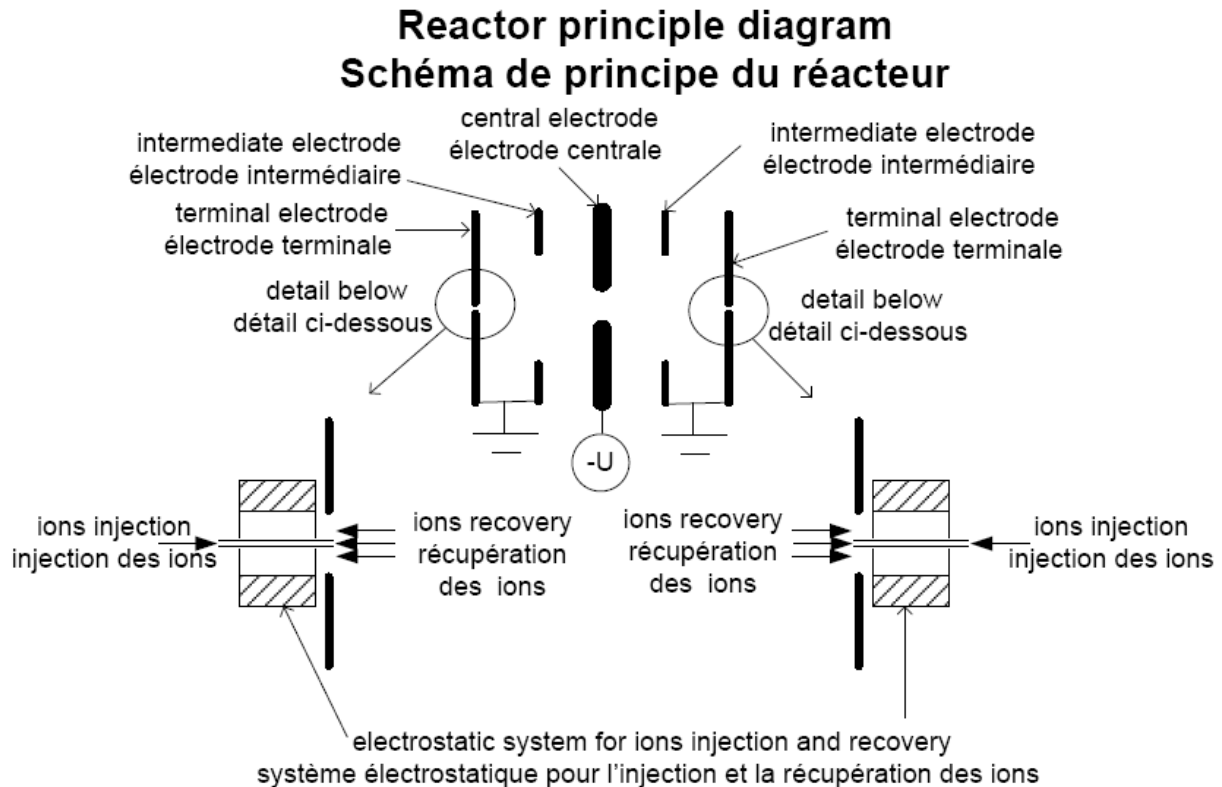 Reactor principle diagram
Schéma de principe du réacteur
central electrode
électrode centrale
intermediate electrode
électrode intermédiaire
intermediate electrode
électrode intermédiaire
terminal electrode
électrode terminale
terminal electrode
électrode terminale
detail below
détail ci-dessous
detail below
détail ci-dessous
-U
ions injection
injection des ions
ions recovery
récupération
des ions
ions recovery
récupération
des ions
ions injection
injection des ions
electrostatic system for ions injection and recovery
système électrostatique pour l'injection et la récupération des ions